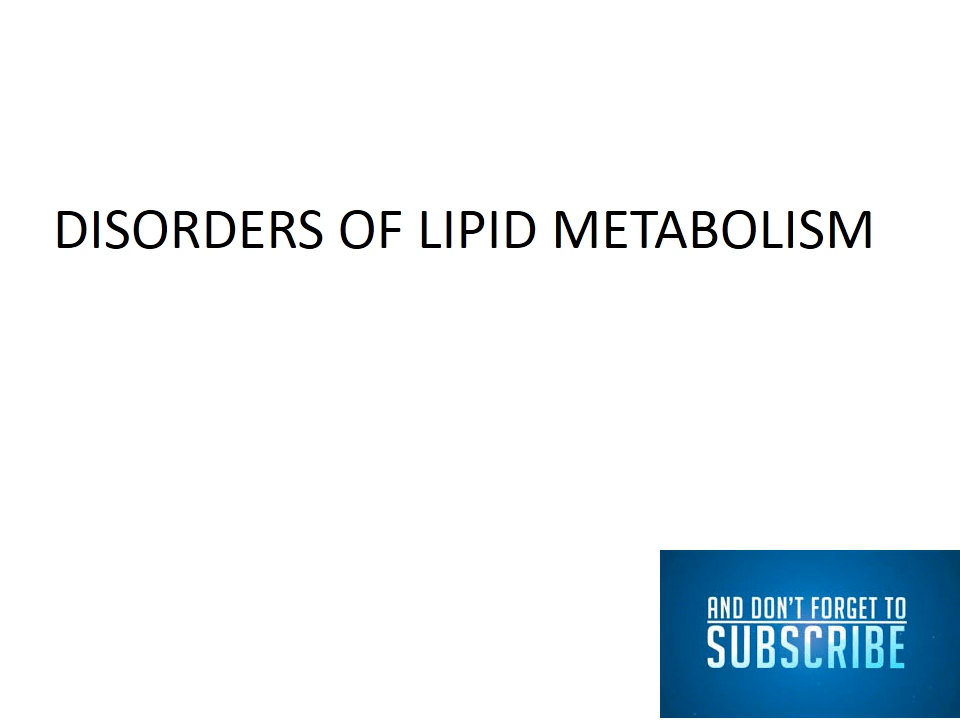 DISORDERS OF LIPID METABOLISM
AND DON'T FORGET TO
SUBSCRIBE